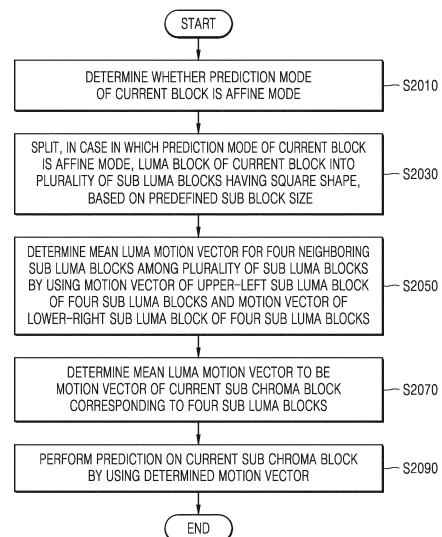 START
DETERMINE WHETHER PREDICTION MODE
OF CURRENT BLOCK IS AFFINE MODE
S2010
SPLIT, IN CASE IN WHICH PREDICTION MODE OF CURRENT BLOCK
IS AFFINE MODE, LUMA BLOCK OF CURRENT BLOCK INTO
PLURALITY OF SUB LUMA BLOCKS HAVING SQUARE SHAPE,
BASED ON PREDEFINED SUB BLOCK SIZE
S2030
DETERMINE MEAN LUMA MOTION VECTOR FOR FOUR NEIGHBORING
SUB LUMA BLOCKS AMONG PLURALITY OF SUB LUMA BLOCKS
BY USING MOTION VECTOR OF UPPER-LEFT SUB LUMA BLOCK
OF FOUR SUB LUMA BLOCKS AND MOTION VECTOR OF
LOWER-RIGHT SUB LUMA BLOCK OF FOUR SUB LUMA BLOCKS
S2050
DETERMINE MEAN LUMA MOTION VECTOR TO BE
MOTION VECTOR OF CURRENT SUB CHROMA BLOCK
CORRESPONDING TO FOUR SUB LUMA BLOCKS
S2070
PERFORM PREDICTION ON CURRENT SUB CHROMA BLOCK
BY USING DETERMINED MOTION VECTOR
S2090
END